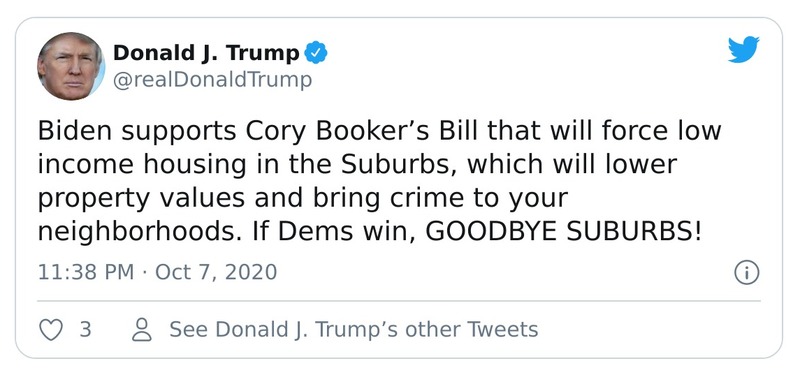 Donald J. Trump
@realDonaldTrump
Biden supports Cory Booker’s Bill that will force low
income housing in the Suburbs, which will lower
property values and bring crime to your
neighborhoods. If Dems win, GOODBYE SUBURBS!
11:38 PM · Oct 7, 2020
3
See Donald J. Trump’s other Tweets